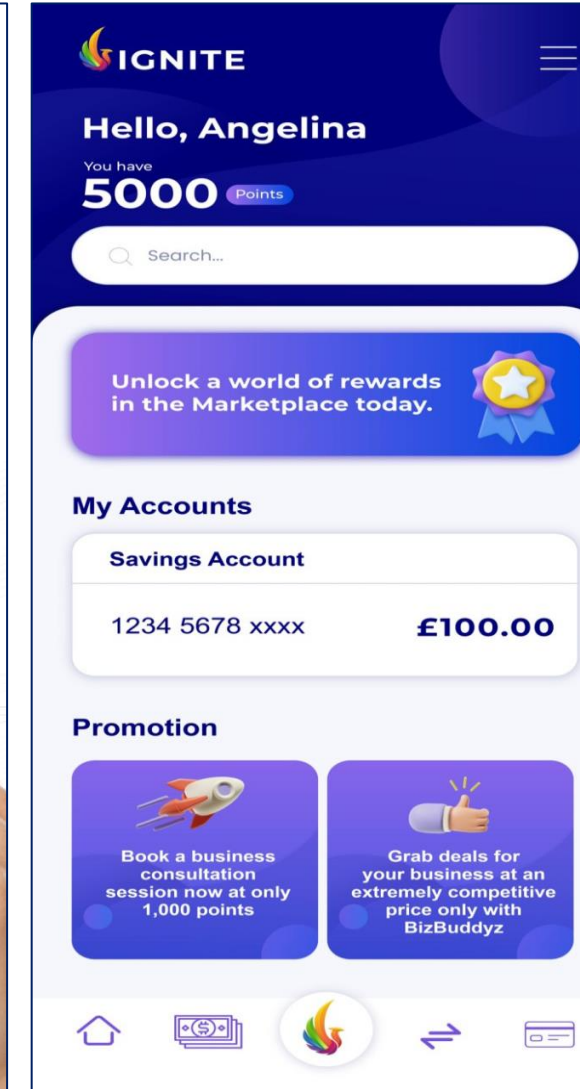 IGNITE
Hello, Angelina
You have
5000 Points
Search...
Unlock a world of rewards
in the Marketplace today.
My Accounts
Savings Account
1234 5678 xxxx £100.00
Promotion
Book a business
consultation
session now at only
1,000 points
Grab deals for
your business at an
extremely competitive
price only with
BizBuddyz